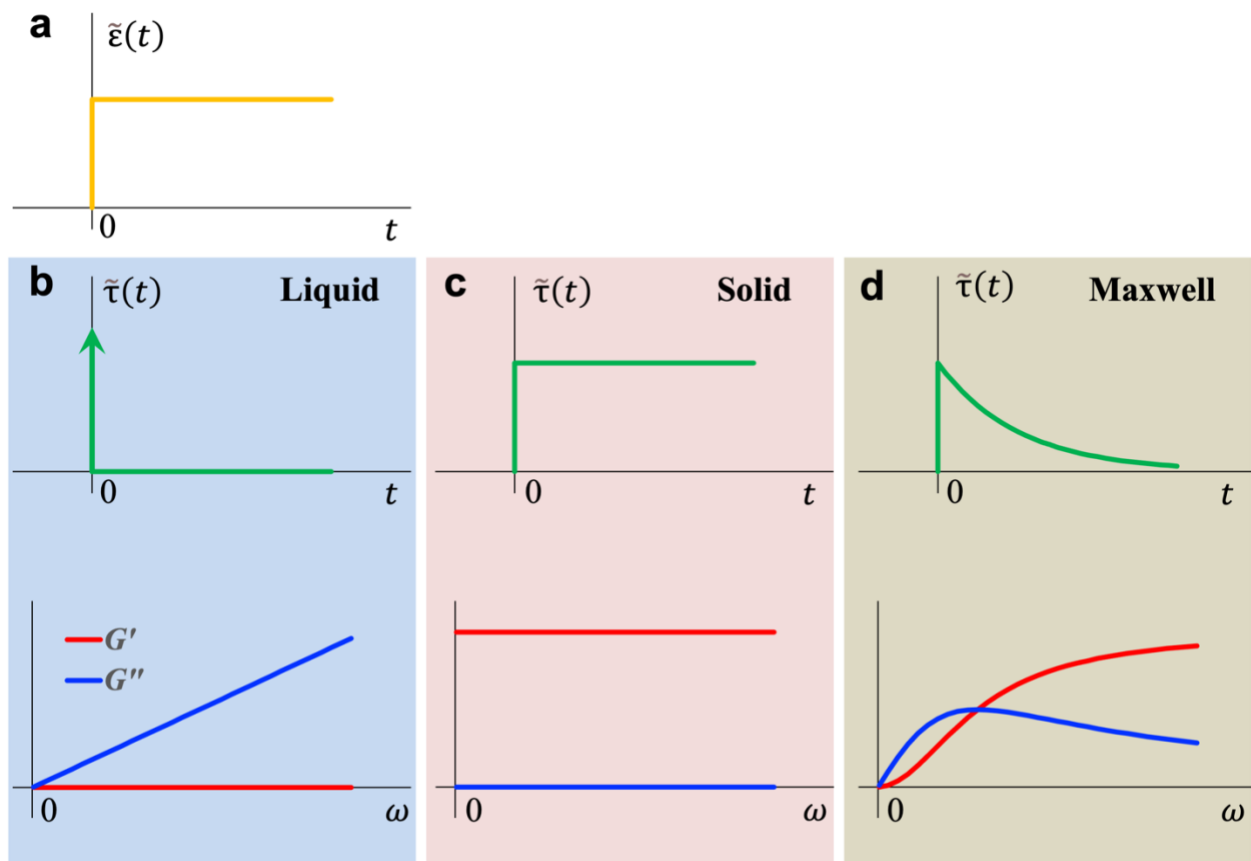 a
ε̃(t)
0
t
b
τ̃(t)
Liquid
0
t
G′
G″
0
ω
c
τ̃(t)
Solid
0
t
0
ω
d
τ̃(t)
Maxwell
0
t
0
ω